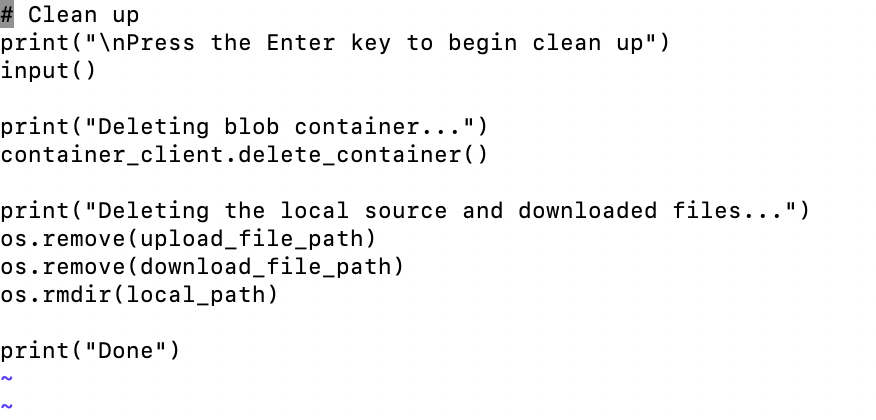 # Clean up
print("\nPress the Enter key to begin clean up")
input()

print("Deleting blob container...")
container_client.delete_container()

print("Deleting the local source and downloaded files...")
os.remove(upload_file_path)
os.remove(download_file_path)
os.rmdir(local_path)

print("Done")
~
~